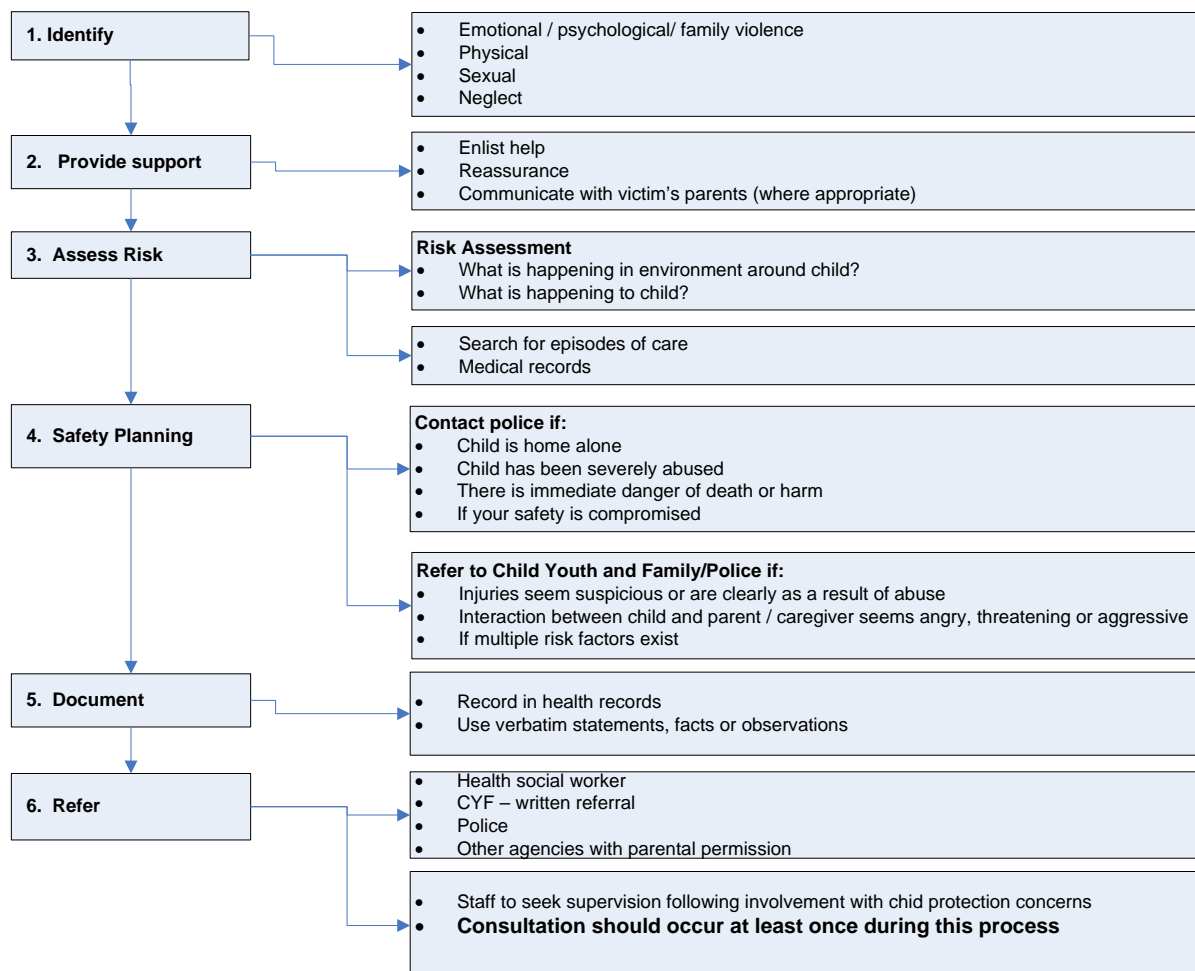 1. Identify
• Emotional / psychological/ family violence
• Physical
• Sexual
• Neglect
2. Provide support
• Enlist help
• Reassurance
• Communicate with victim's parents (where appropriate)
3. Assess Risk
Risk Assessment
• What is happening in environment around child?
• What is happening to child?
• Search for episodes of care
• Medical records
4. Safety Planning
Contact police if:
• Child is home alone
• Child has been severely abused
• There is immediate danger of death or harm
• If your safety is compromised
Refer to Child Youth and Family/Police if:
• Injuries seem suspicious or are clearly as a result of abuse
• Interaction between child and parent / caregiver seems angry, threatening or aggressive
• If multiple risk factors exist
5. Document
• Record in health records
• Use verbatim statements, facts or observations
6. Refer
• Health social worker
• CYF – written referral
• Police
• Other agencies with parental permission
• Staff to seek supervision following involvement with chid protection concerns
• Consultation should occur at least once during this process